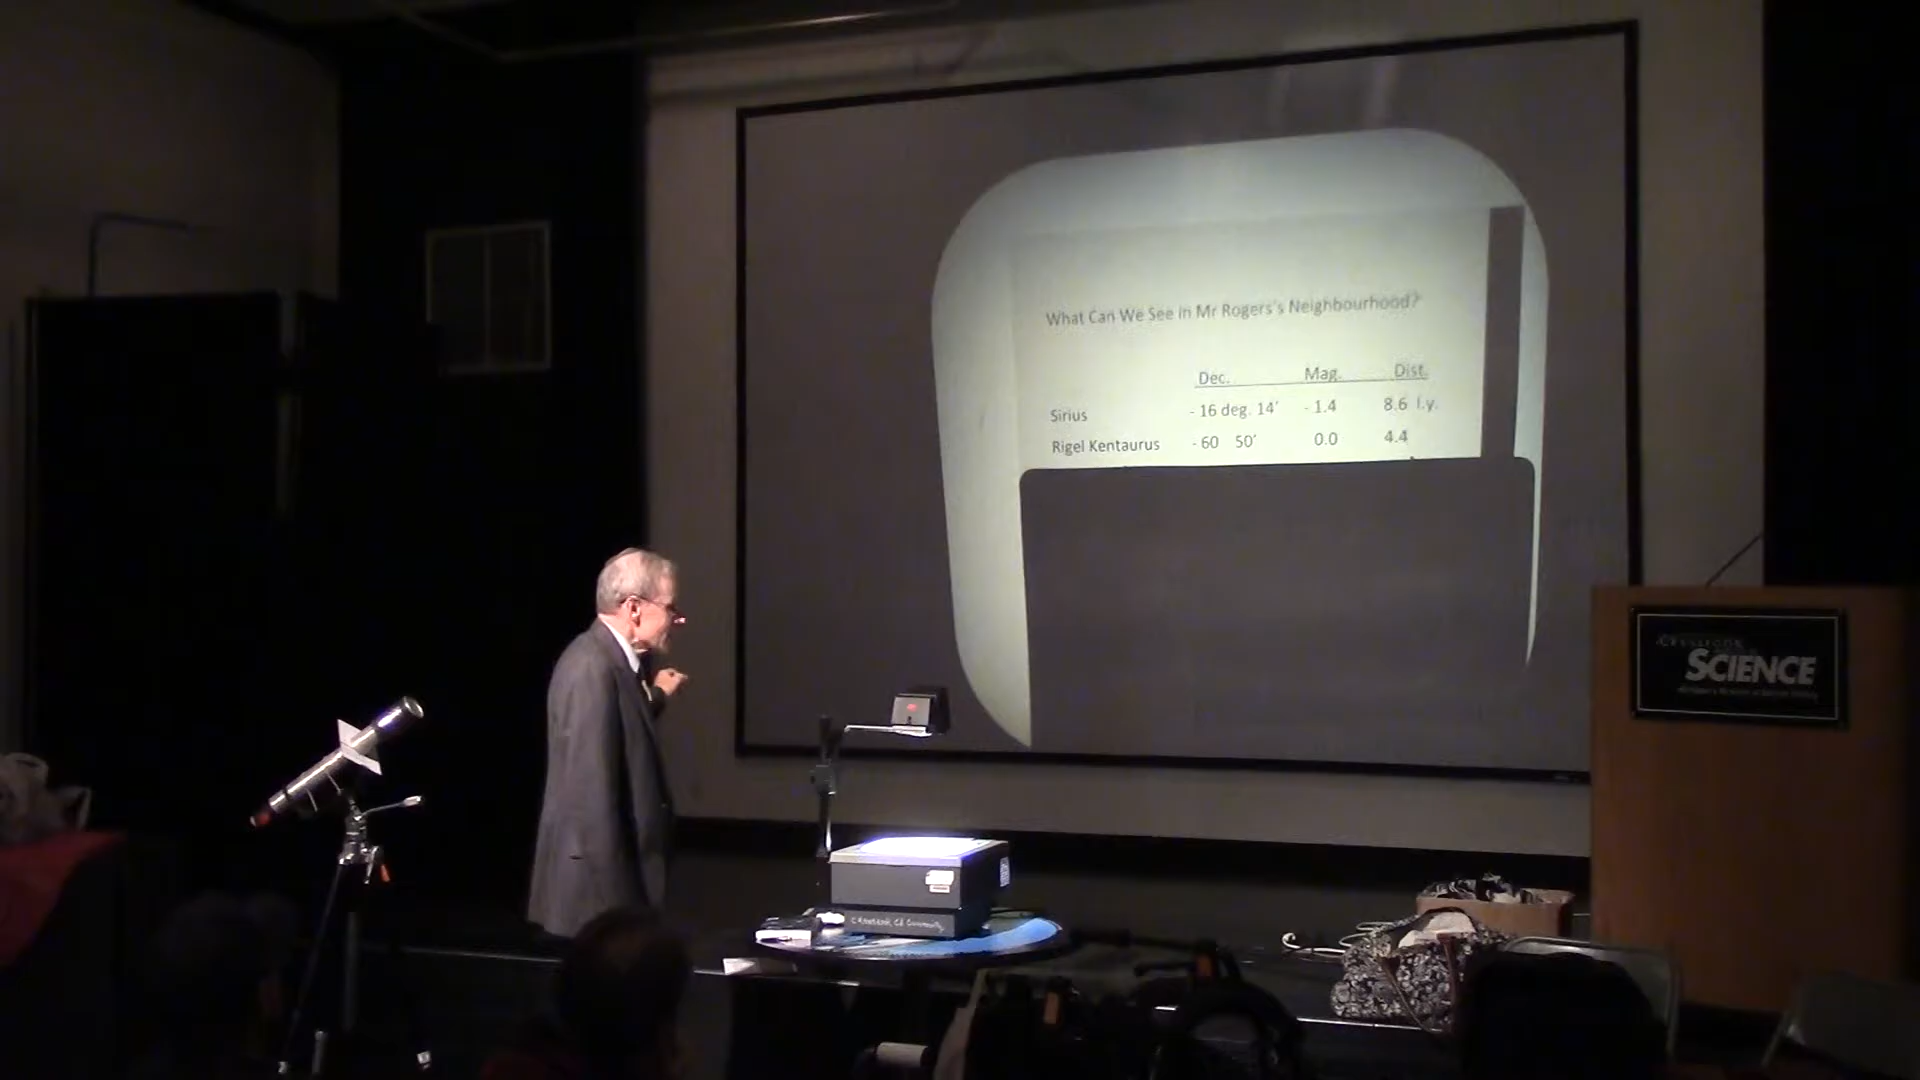 What Can We See in Mr Rogers's Neighbourhood?
Dec. Mag. Dist.
Sirius - 16 deg. 14' - 1.4 8.6 l.y.
Rigel Kentaurus - 60 50' 0.0 4.4
CRANBROOK
SCIENCE